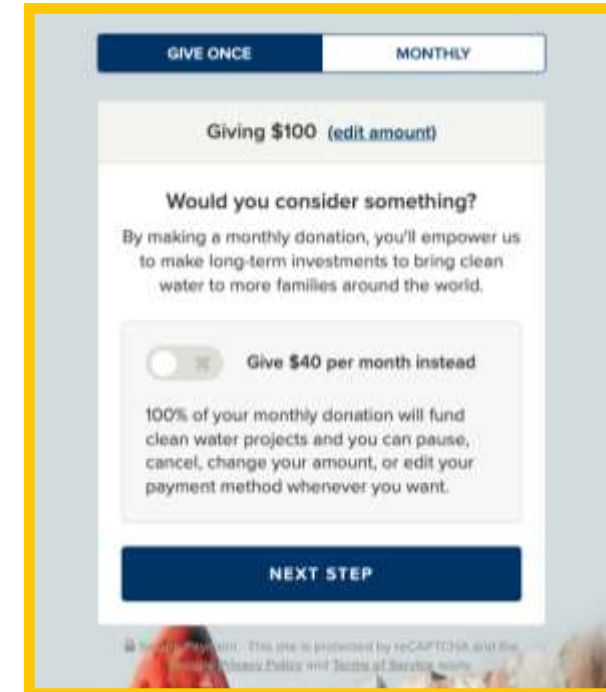 GIVE ONCE
MONTHLY
Giving $100 (edit amount)
Would you consider something?
By making a monthly donation, you'll empower us
to make long-term investments to bring clean
water to more families around the world.
Give $40 per month instead
100% of your monthly donation will fund
clean water projects and you can pause,
cancel, change your amount, or edit your
payment method whenever you want.
NEXT STEP
This site is protected by reCAPTCHA and the
Privacy Policy and Terms of Service